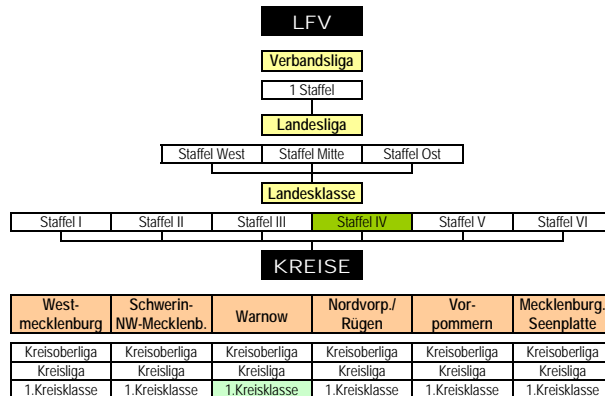 LFV
Verbandsliga
1 Staffel
Landesliga
Staffel West Staffel Mitte Staffel Ost
Landesklasse
Staffel I Staffel II Staffel III Staffel IV Staffel V Staffel VI
KREISE
West- Schwerin- Warnow Nordvorp./ Vor- Mecklenburg.
mecklenburg NW-Mecklenb. Rügen pommern Seenplatte
Kreisoberliga Kreisoberliga Kreisoberliga Kreisoberliga Kreisoberliga Kreisoberliga
Kreisliga Kreisliga Kreisliga Kreisliga Kreisliga Kreisliga
1.Kreisklasse 1.Kreisklasse 1.Kreisklasse 1.Kreisklasse 1.Kreisklasse 1.Kreisklasse